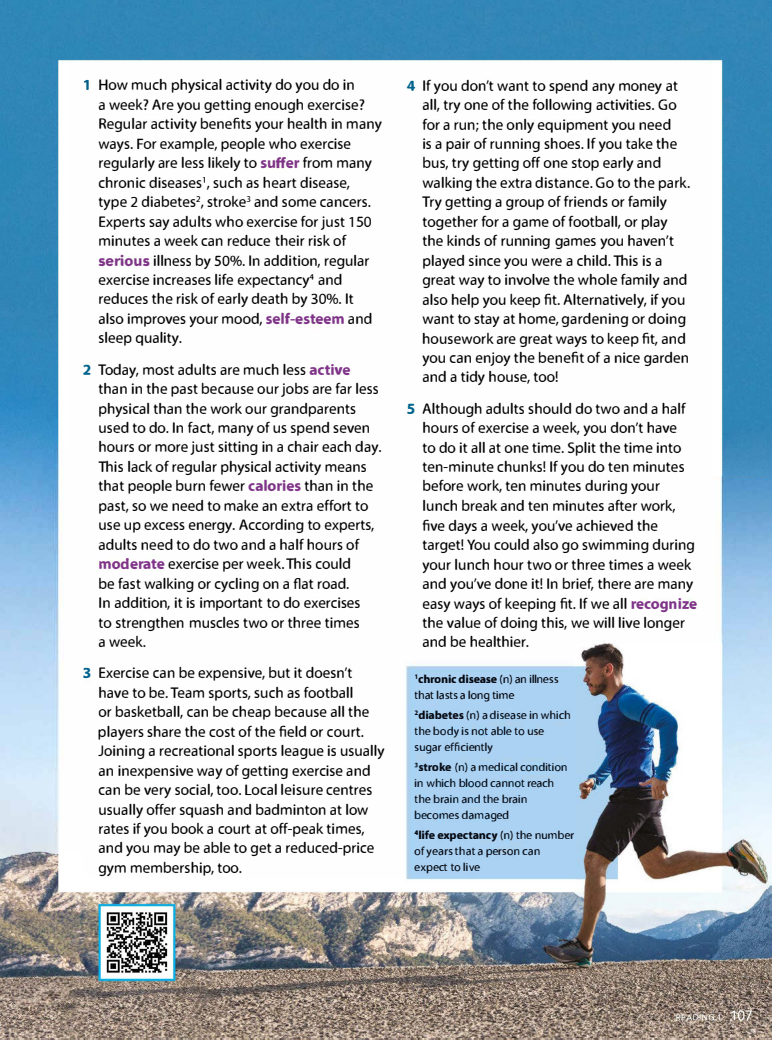 1 How much physical activity do you do in
a week? Are you getting enough exercise?
Regular activity benefits your health in many
ways. For example, people who exercise
regularly are less likely to suffer from many
chronic diseases¹, such as heart disease,
type 2 diabetes², stroke³ and some cancers.
Experts say adults who exercise for just 150
minutes a week can reduce their risk of
serious illness by 50%. In addition, regular
exercise increases life expectancy⁴ and
reduces the risk of early death by 30%. It
also improves your mood, self-esteem and
sleep quality.
2 Today, most adults are much less active
than in the past because our jobs are far less
physical than the work our grandparents
used to do. In fact, many of us spend seven
hours or more just sitting in a chair each day.
This lack of regular physical activity means
that people burn fewer calories than in the
past, so we need to make an extra effort to
use up excess energy. According to experts,
adults need to do two and a half hours of
moderate exercise per week. This could
be fast walking or cycling on a flat road.
In addition, it is important to do exercises
to strengthen muscles two or three times
a week.
3 Exercise can be expensive, but it doesn't
have to be. Team sports, such as football
or basketball, can be cheap because all the
players share the cost of the field or court.
Joining a recreational sports league is usually
an inexpensive way of getting exercise and
can be very social, too. Local leisure centres
usually offer squash and badminton at low
rates if you book a court at off-peak times,
and you may be able to get a reduced-price
gym membership, too.
4 If you don't want to spend any money at
all, try one of the following activities. Go
for a run; the only equipment you need
is a pair of running shoes. If you take the
bus, try getting off one stop early and
walking the extra distance. Go to the park.
Try getting a group of friends or family
together for a game of football, or play
the kinds of running games you haven't
played since you were a child. This is a
great way to involve the whole family and
also help you keep fit. Alternatively, if you
want to stay at home, gardening or doing
housework are great ways to keep fit, and
you can enjoy the benefit of a nice garden
and a tidy house, too!
5 Although adults should do two and a half
hours of exercise a week, you don't have
to do it all at one time. Split the time into
ten-minute chunks! If you do ten minutes
before work, ten minutes during your
lunch break and ten minutes after work,
five days a week, you've achieved the
target! You could also go swimming during
your lunch hour two or three times a week
and you've done it! In brief, there are many
easy ways of keeping fit. If we all recognize
the value of doing this, we will live longer
and be healthier.
¹chronic disease (n) an illness
that lasts a long time
²diabetes (n) a disease in which
the body is not able to use
sugar efficiently
³stroke (n) a medical condition
in which blood cannot reach
the brain and the brain
becomes damaged
⁴life expectancy (n) the number
of years that a person can
expect to live
READING 1 107